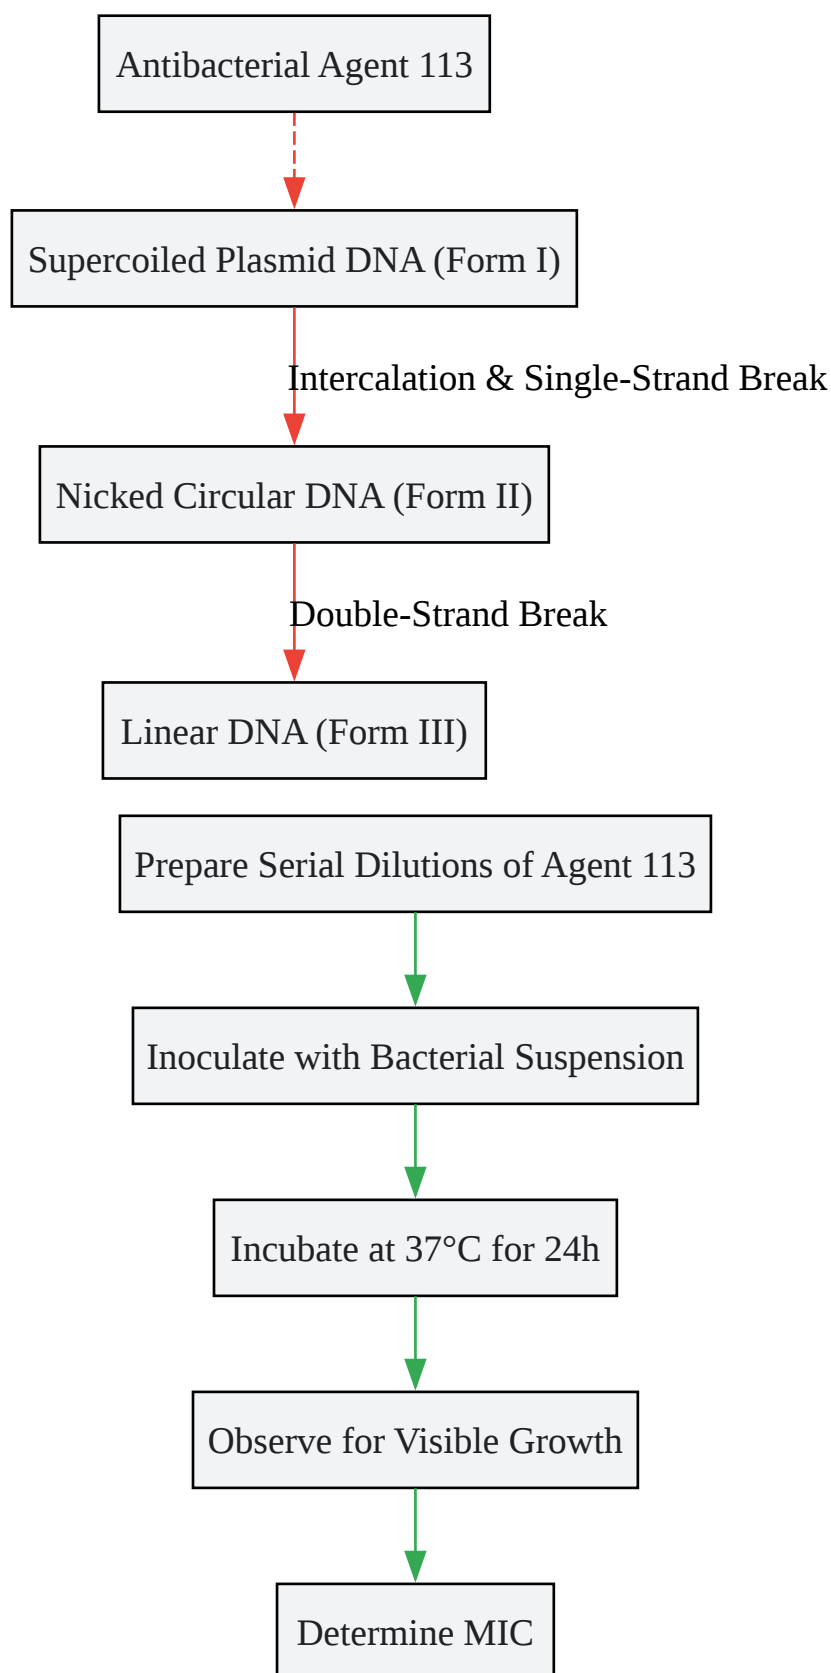 Antibacterial Agent 113
Supercoiled Plasmid DNA (Form I)
Intercalation & Single-Strand Break
Nicked Circular DNA (Form II)
Double-Strand Break
Linear DNA (Form III)
Prepare Serial Dilutions of Agent 113
Inoculate with Bacterial Suspension
Incubate at 37°C for 24h
Observe for Visible Growth
Determine MIC